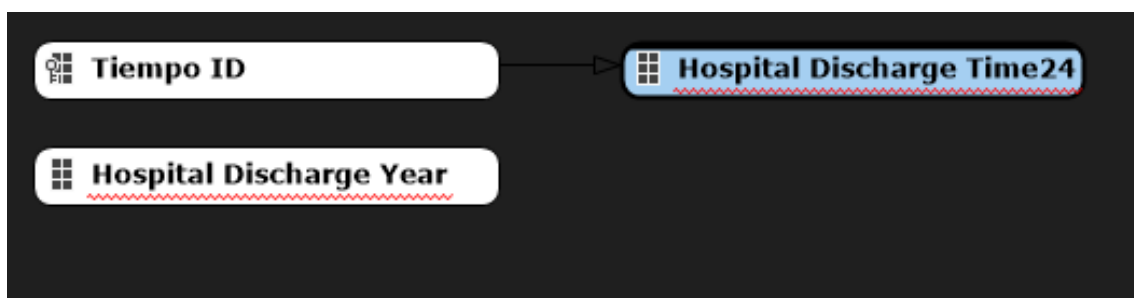 Tiempo ID
Hospital Discharge Time24
Hospital Discharge Year